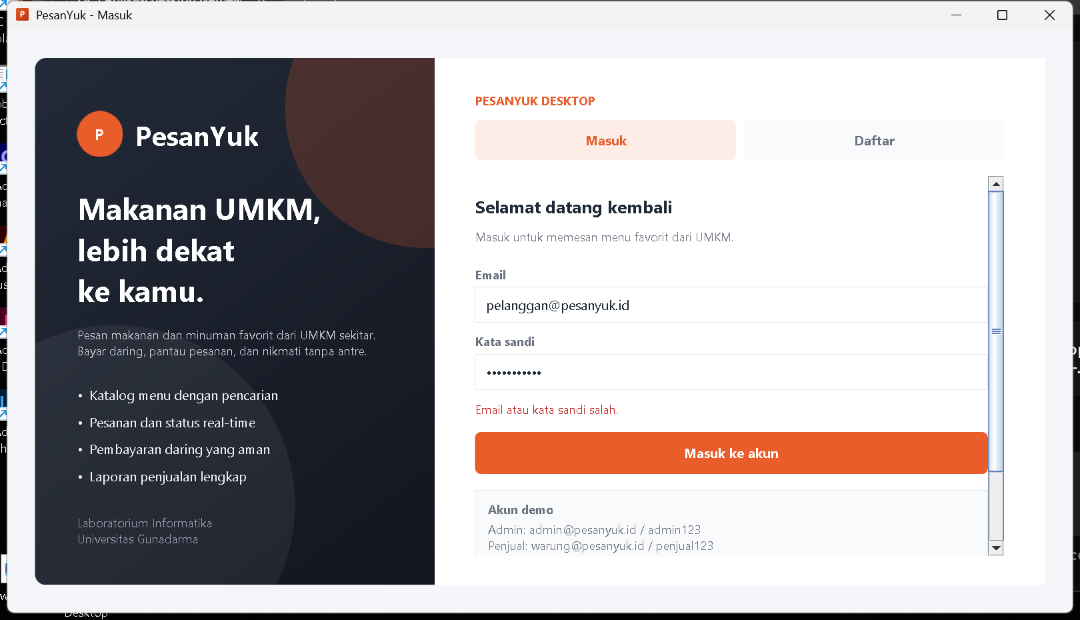 P PesanYuk - Masuk
P
PesanYuk
Makanan UMKM,
lebih dekat
ke kamu.
Pesan makanan dan minuman favorit dari UMKM sekitar.
Bayar daring, pantau pesanan, dan nikmati tanpa antre.
• Katalog menu dengan pencarian
• Pesanan dan status real-time
• Pembayaran daring yang aman
• Laporan penjualan lengkap
Laboratorium Informatika
Universitas Gunadarma
PESANYUK DESKTOP
Masuk
Daftar
Selamat datang kembali
Masuk untuk memesan menu favorit dari UMKM.
Email
pelanggan@pesanyuk.id
Kata sandi
•••••••••••
Email atau kata sandi salah.
Masuk ke akun
Akun demo
Admin: admin@pesanyuk.id / admin123
Penjual: warung@pesanyuk.id / penjual123
Desktop